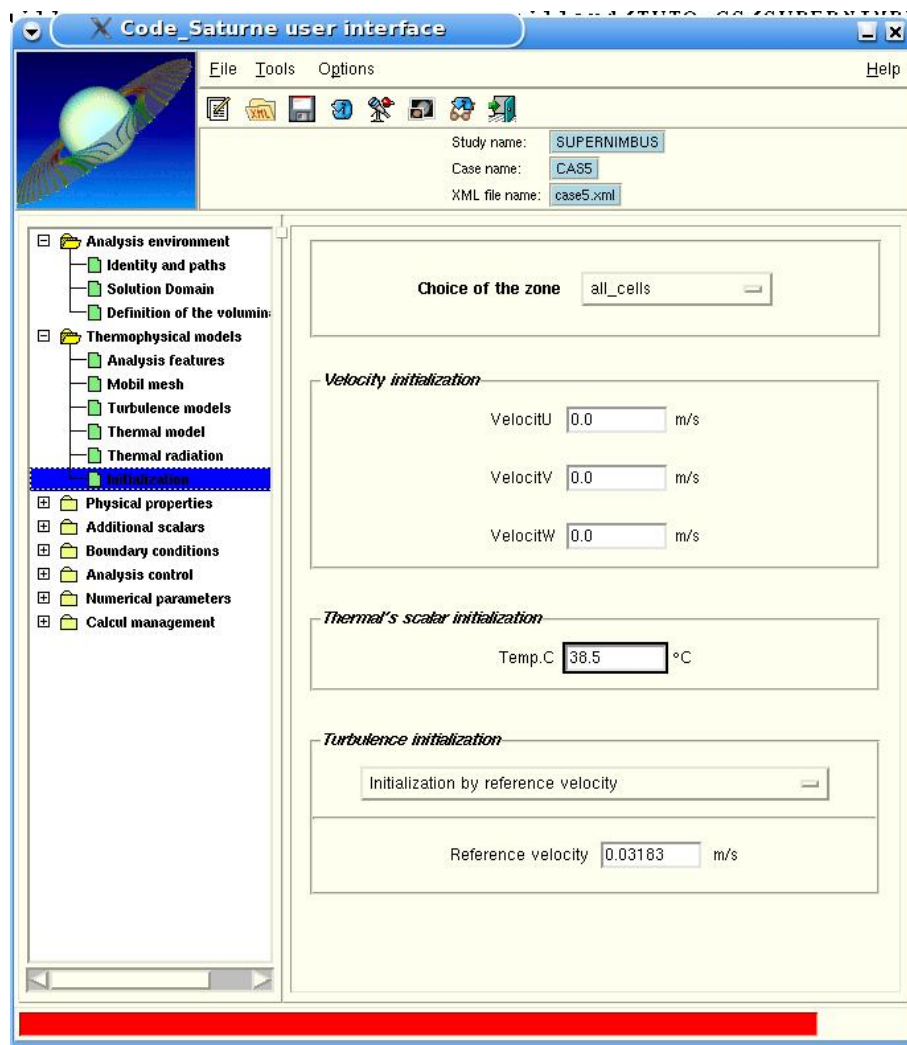 Code_Saturne user interface
File Tools Options Help
Study name: SUPERNIMBUS
Case name: CAS5
XML file name: case5.xml
Analysis environment
Identity and paths
Solution Domain
Definition of the volumin
Thermophysical models
Analysis features
Mobil mesh
Turbulence models
Thermal model
Thermal radiation
Initialization
Physical properties
Additional scalars
Boundary conditions
Analysis control
Numerical parameters
Calcul management
Choice of the zone all_cells
Velocity initialization
VelocitU 0.0 m/s
VelocitV 0.0 m/s
VelocitW 0.0 m/s
Thermal's scalar initialization
Temp.C 38.5 °C
Turbulence initialization
Initialization by reference velocity
Reference velocity 0.03183 m/s